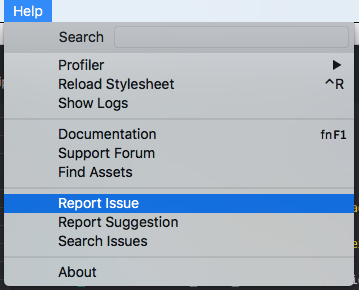 Help
Search
Profiler
Reload Stylesheet ^R
Show Logs
Documentation fnF1
Support Forum
Find Assets
Report Issue
Report Suggestion
Search Issues
About